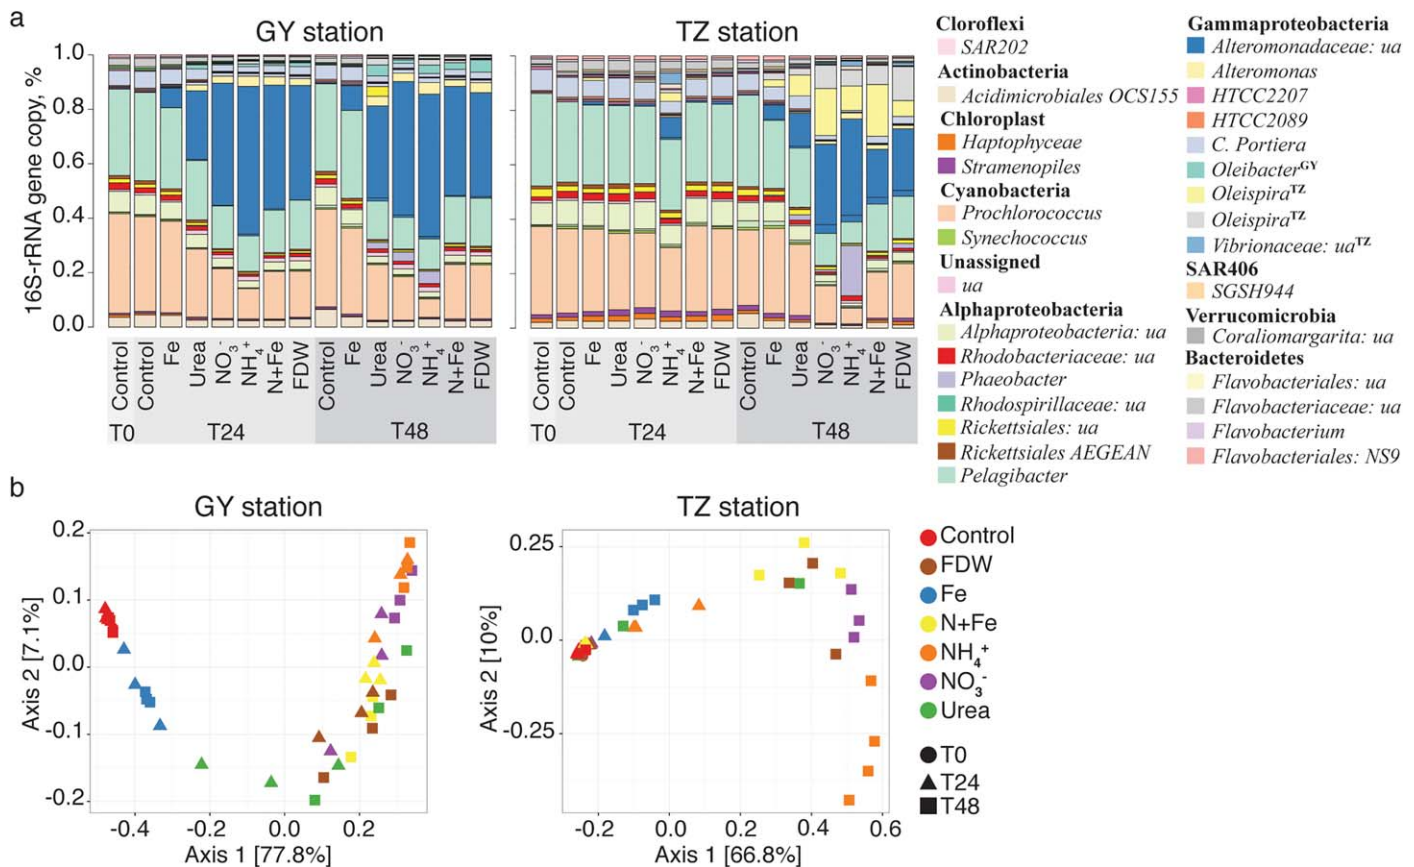 a
GY station
TZ station
16S-rRNA gene copy, %
1.0
0.8
0.6
0.4
0.2
0.0
Control
Control
Fe
Urea
NO3-
NH4+
N+Fe
FDW
Control
Fe
Urea
NO3-
NH4+
N+Fe
FDW
T0
T24
T48
Control
Control
Fe
Urea
NO3-
NH4+
N+Fe
FDW
Control
Fe
Urea
NO3-
NH4+
N+Fe
FDW
T0
T24
T48
Cloroflexi
SAR202
Actinobacteria
Acidimicrobiales OCS155
Chloroplast
Haptophyceae
Stramenopiles
Cyanobacteria
Prochlorococcus
Synechococcus
Unassigned
ua
Alphaproteobacteria
Alphaproteobacteria: ua
Rhodobacteriaceae: ua
Phaeobacter
Rhodospirillaceae: ua
Rickettsiales: ua
Rickettsiales AEGEAN
Pelagibacter
Gammaproteobacteria
Alteromonadaceae: ua
Alteromonas
HTCC2207
HTCC2089
C. Portiera
OleibacterGY
OleispiraTZ
OleispiraTZ
Vibrionaceae: uaTZ
SAR406
SGSH944
Verrucomicrobia
Coraliomargarita: ua
Bacteroidetes
Flavobacteriales: ua
Flavobacteriaceae: ua
Flavobacterium
Flavobacteriales: NS9
b
GY station
Axis 2 [7.1%]
0.2
0.1
0.0
-0.1
-0.2
-0.4
-0.2
0.0
0.2
Axis 1 [77.8%]
TZ station
Axis 2 [10%]
0.25
0.0
-0.25
-0.2
0.0
0.2
0.4
0.6
Axis 1 [66.8%]
Control
FDW
Fe
N+Fe
NH4+
NO3-
Urea
T0
T24
T48